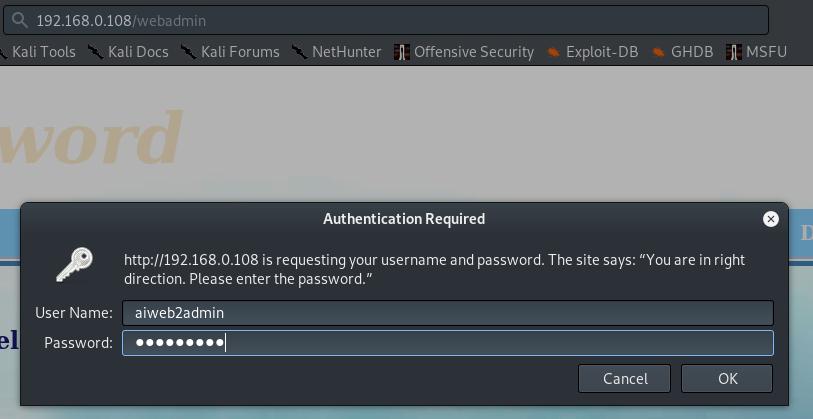 192.168.0.108/webadmin
Kali Tools Kali Docs Kali Forums NetHunter Offensive Security Exploit-DB GHDB MSFU
word
Authentication Required
http://192.168.0.108 is requesting your username and password. The site says: “You are in right
direction. Please enter the password.”
D
User Name: aiweb2admin
el
Password: ●●●●●●●●●
Cancel OK